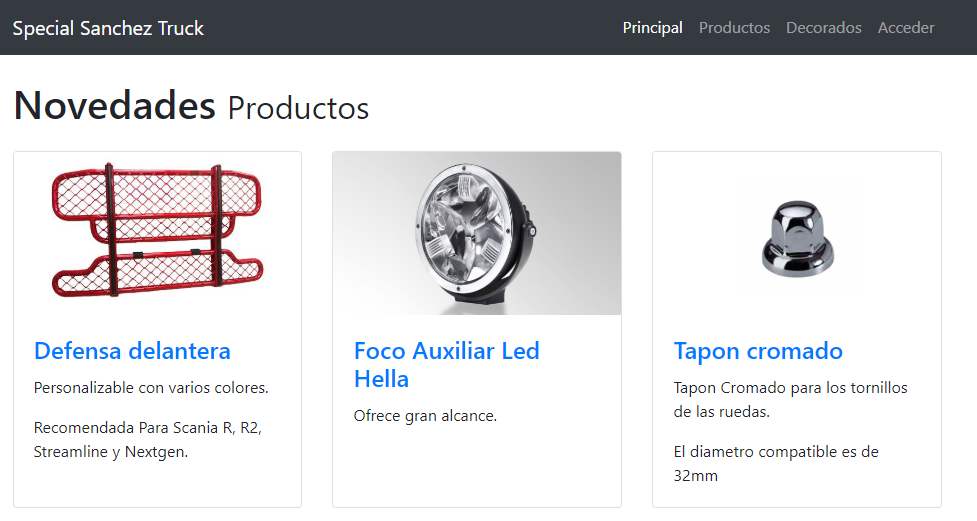 Special Sanchez Truck
Principal Productos Decorados Acceder
Novedades Productos
Defensa delantera
Personalizable con varios colores.
Recomendada Para Scania R, R2,
Streamline y Nextgen.
Foco Auxiliar Led
Hella
Ofrece gran alcance.
Tapon cromado
Tapon Cromado para los tornillos
de las ruedas.
El diametro compatible es de
32mm